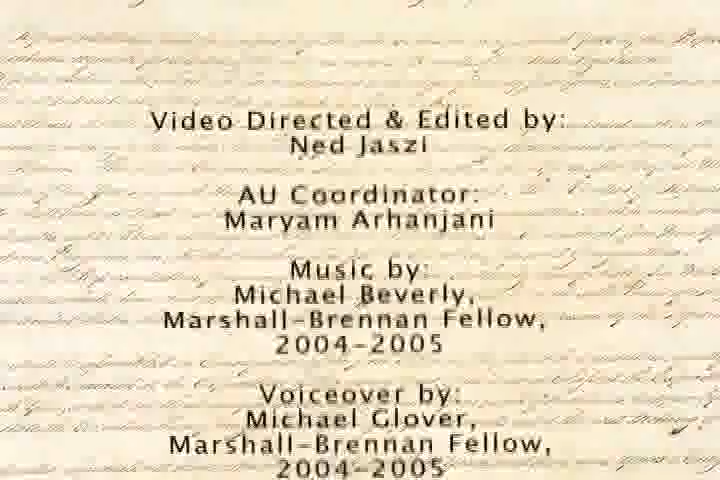 Video Directed & Edited by:
Ned Jaszi
AU Coordinator:
Maryam Arhanjani
Music by:
Michael Beverly,
Marshall-Brennan Fellow,
2004-2005
Voiceover by:
Michael Glover,
Marshall-Brennan Fellow,
2004-2005